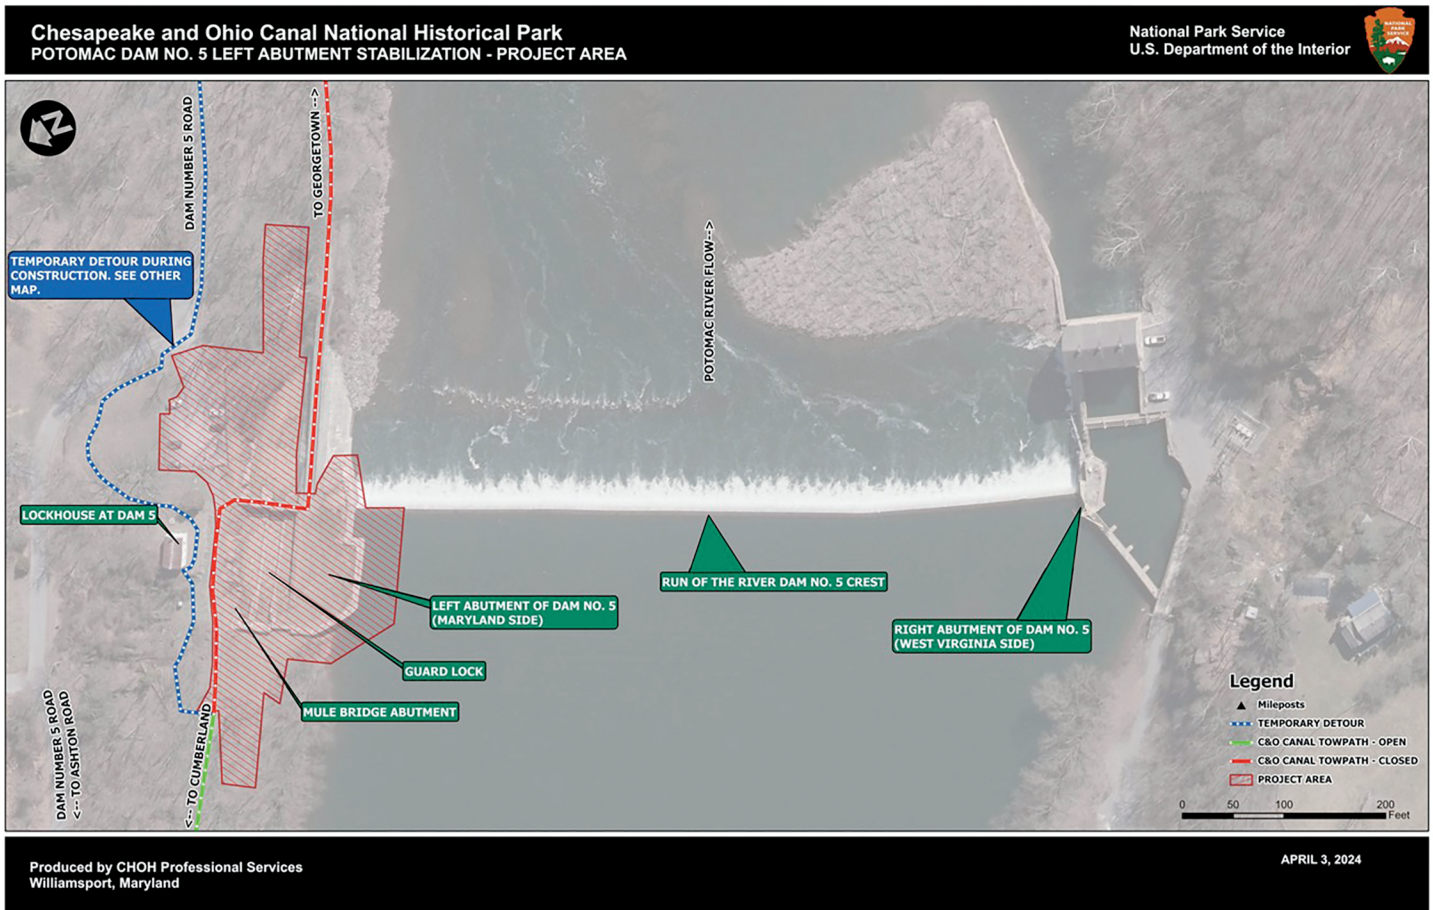 Chesapeake and Ohio Canal National Historical Park
POTOMAC DAM NO. 5 LEFT ABUTMENT STABILIZATION - PROJECT AREA
National Park Service
U.S. Department of the Interior
NATIONAL
PARK
SERVICE
N
DAM NUMBER 5 ROAD
TO GEORGETOWN -->
TEMPORARY DETOUR DURING
CONSTRUCTION. SEE OTHER
MAP.
POTOMAC RIVER FLOW-->
LOCKHOUSE AT DAM 5
RUN OF THE RIVER DAM NO. 5 CREST
LEFT ABUTMENT OF DAM NO. 5
(MARYLAND SIDE)
RIGHT ABUTMENT OF DAM NO. 5
(WEST VIRGINIA SIDE)
GUARD LOCK
MULE BRIDGE ABUTMENT
DAM NUMBER 5 ROAD
<-- TO ASHTON ROAD
<-- TO CUMBERLAND
Legend
Mileposts
TEMPORARY DETOUR
C&O CANAL TOWPATH - OPEN
C&O CANAL TOWPATH - CLOSED
PROJECT AREA
0 50 100 200
Feet
Produced by CHOH Professional Services
Williamsport, Maryland
APRIL 3, 2024